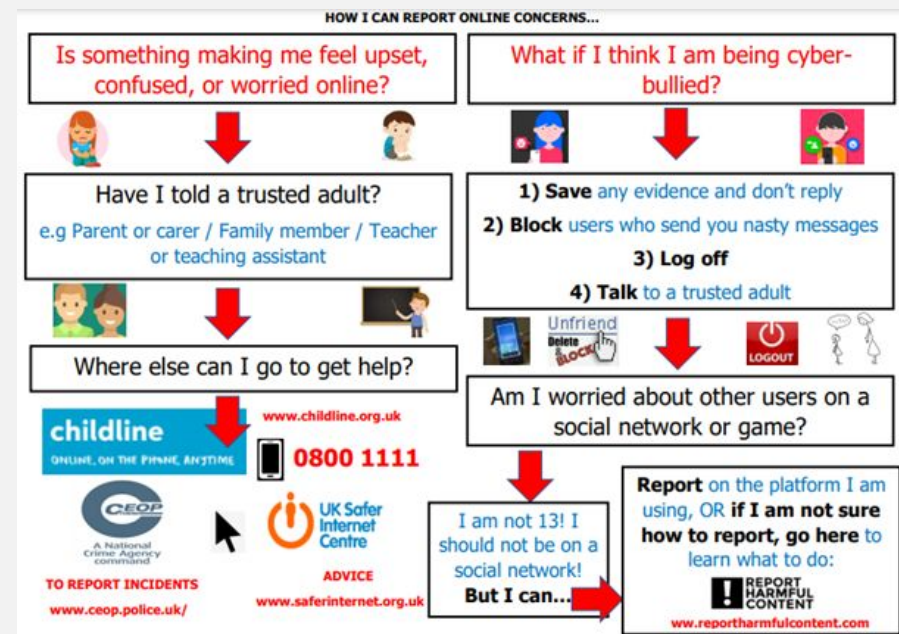 HOW I CAN REPORT ONLINE CONCERNS...
Is something making me feel upset,
confused, or worried online?
Have I told a trusted adult?
e.g Parent or carer / Family member / Teacher
or teaching assistant
Where else can I go to get help?
childline
ONLINE, ON THE PHONE, ANYTIME
www.childline.org.uk
0800 1111
CEOP
A National
Crime Agency
command
TO REPORT INCIDENTS
www.ceop.police.uk/
UK Safer
Internet
Centre
ADVICE
www.saferinternet.org.uk
What if I think I am being cyber-
bullied?
1) Save any evidence and don't reply
2) Block users who send you nasty messages
3) Log off
4) Talk to a trusted adult
Unfriend
Delete
BLOCK
LOGOUT
Am I worried about other users on a
social network or game?
I am not 13! I
should not be on a
social network!
But I can...
Report on the platform I am
using, OR if I am not sure
how to report, go here to
learn what to do:
REPORT
HARMFUL
CONTENT
ww.reportharmfulcontent.com